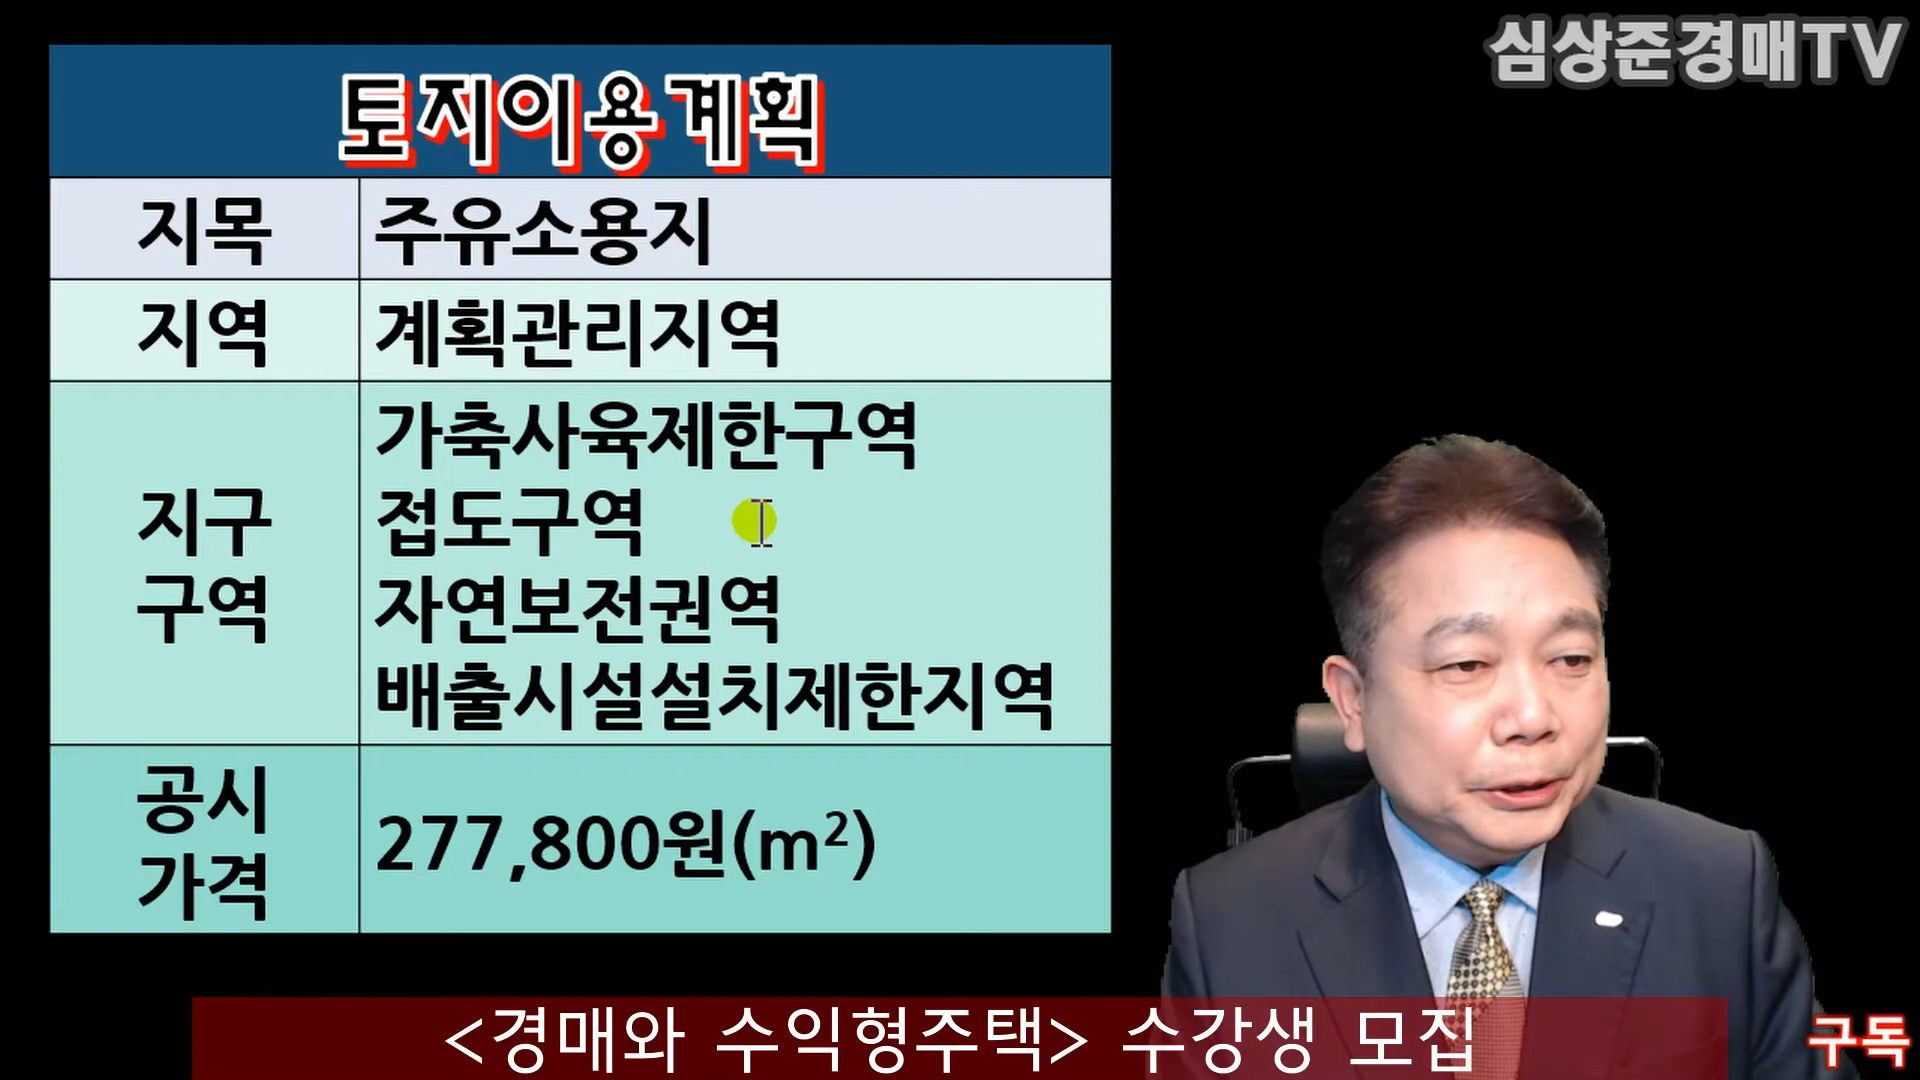 심상준경매TV
토지이용계획
지목 주유소용지
지역 계획관리지역
지구
구역
가축사육제한구역
접도구역
자연보전권역
배출시설설치제한지역
공시
가격
277,800원(m²)
<경매와 수익형주택> 수강생 모집
구독